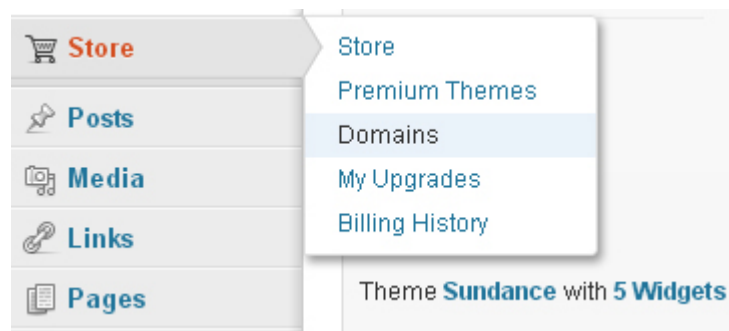 Store
Posts
Media
Links
Pages
Store
Premium Themes
Domains
My Upgrades
Billing History
Theme Sundance with 5 Widgets